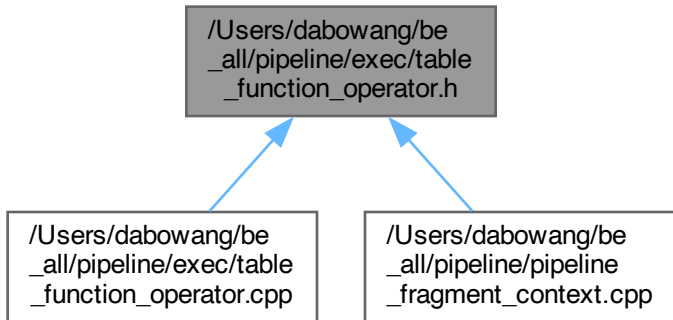 /Users/dabowang/be
_all/pipeline/exec/table
_function_operator.h
/Users/dabowang/be
_all/pipeline/exec/table
_function_operator.cpp
/Users/dabowang/be
_all/pipeline/pipeline
_fragment_context.cpp